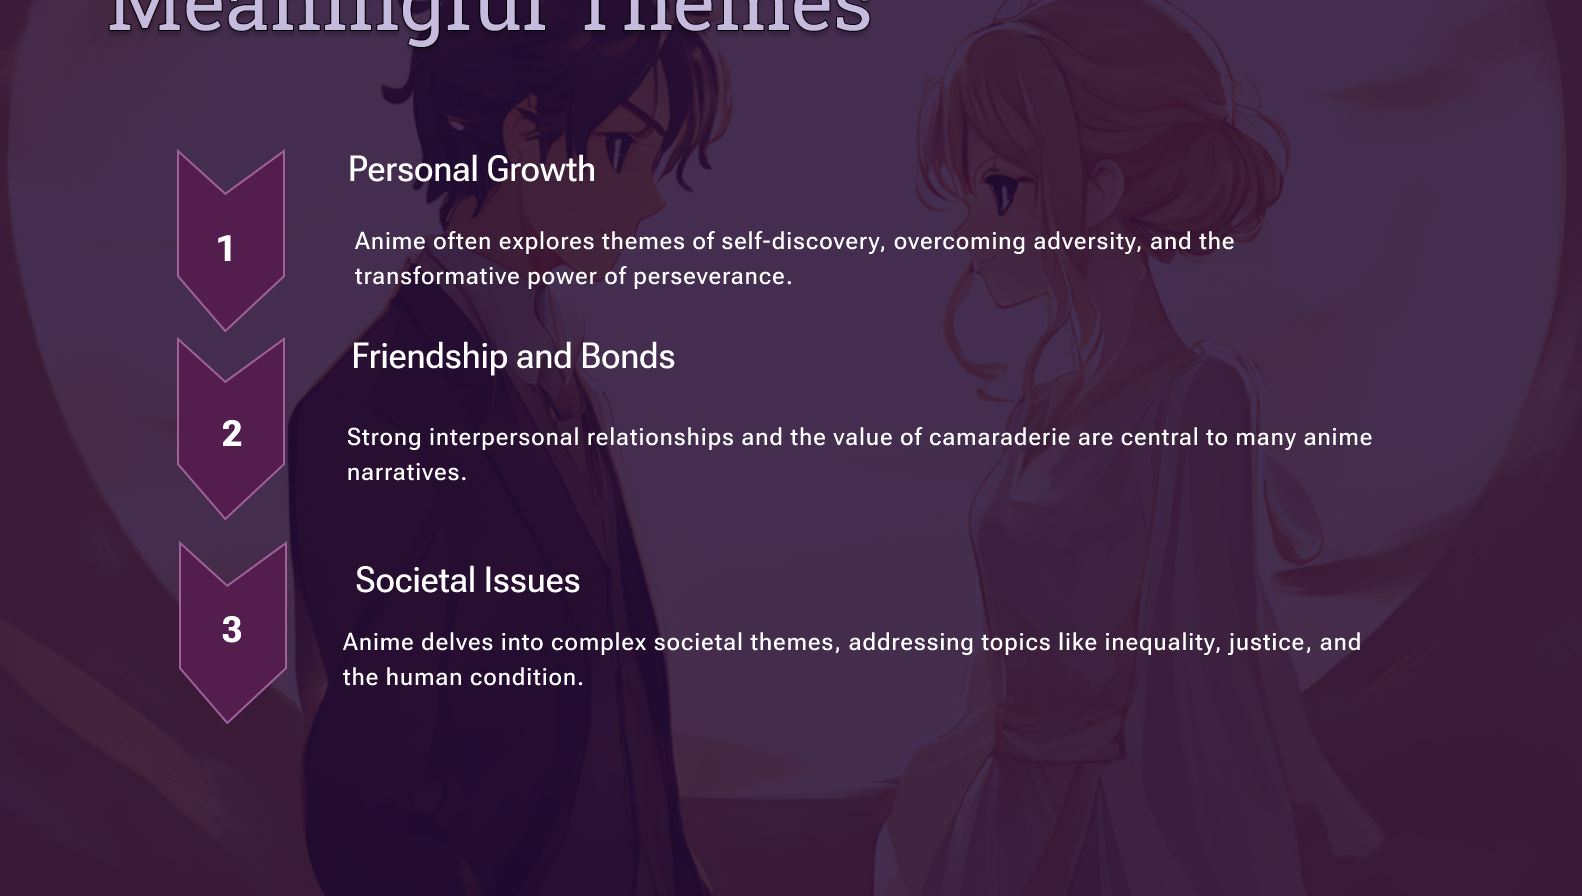 Meaningful Themes
1
Personal Growth
Anime often explores themes of self-discovery, overcoming adversity, and the
transformative power of perseverance.
2
Friendship and Bonds
Strong interpersonal relationships and the value of camaraderie are central to many anime
narratives.
3
Societal Issues
Anime delves into complex societal themes, addressing topics like inequality, justice, and
the human condition.